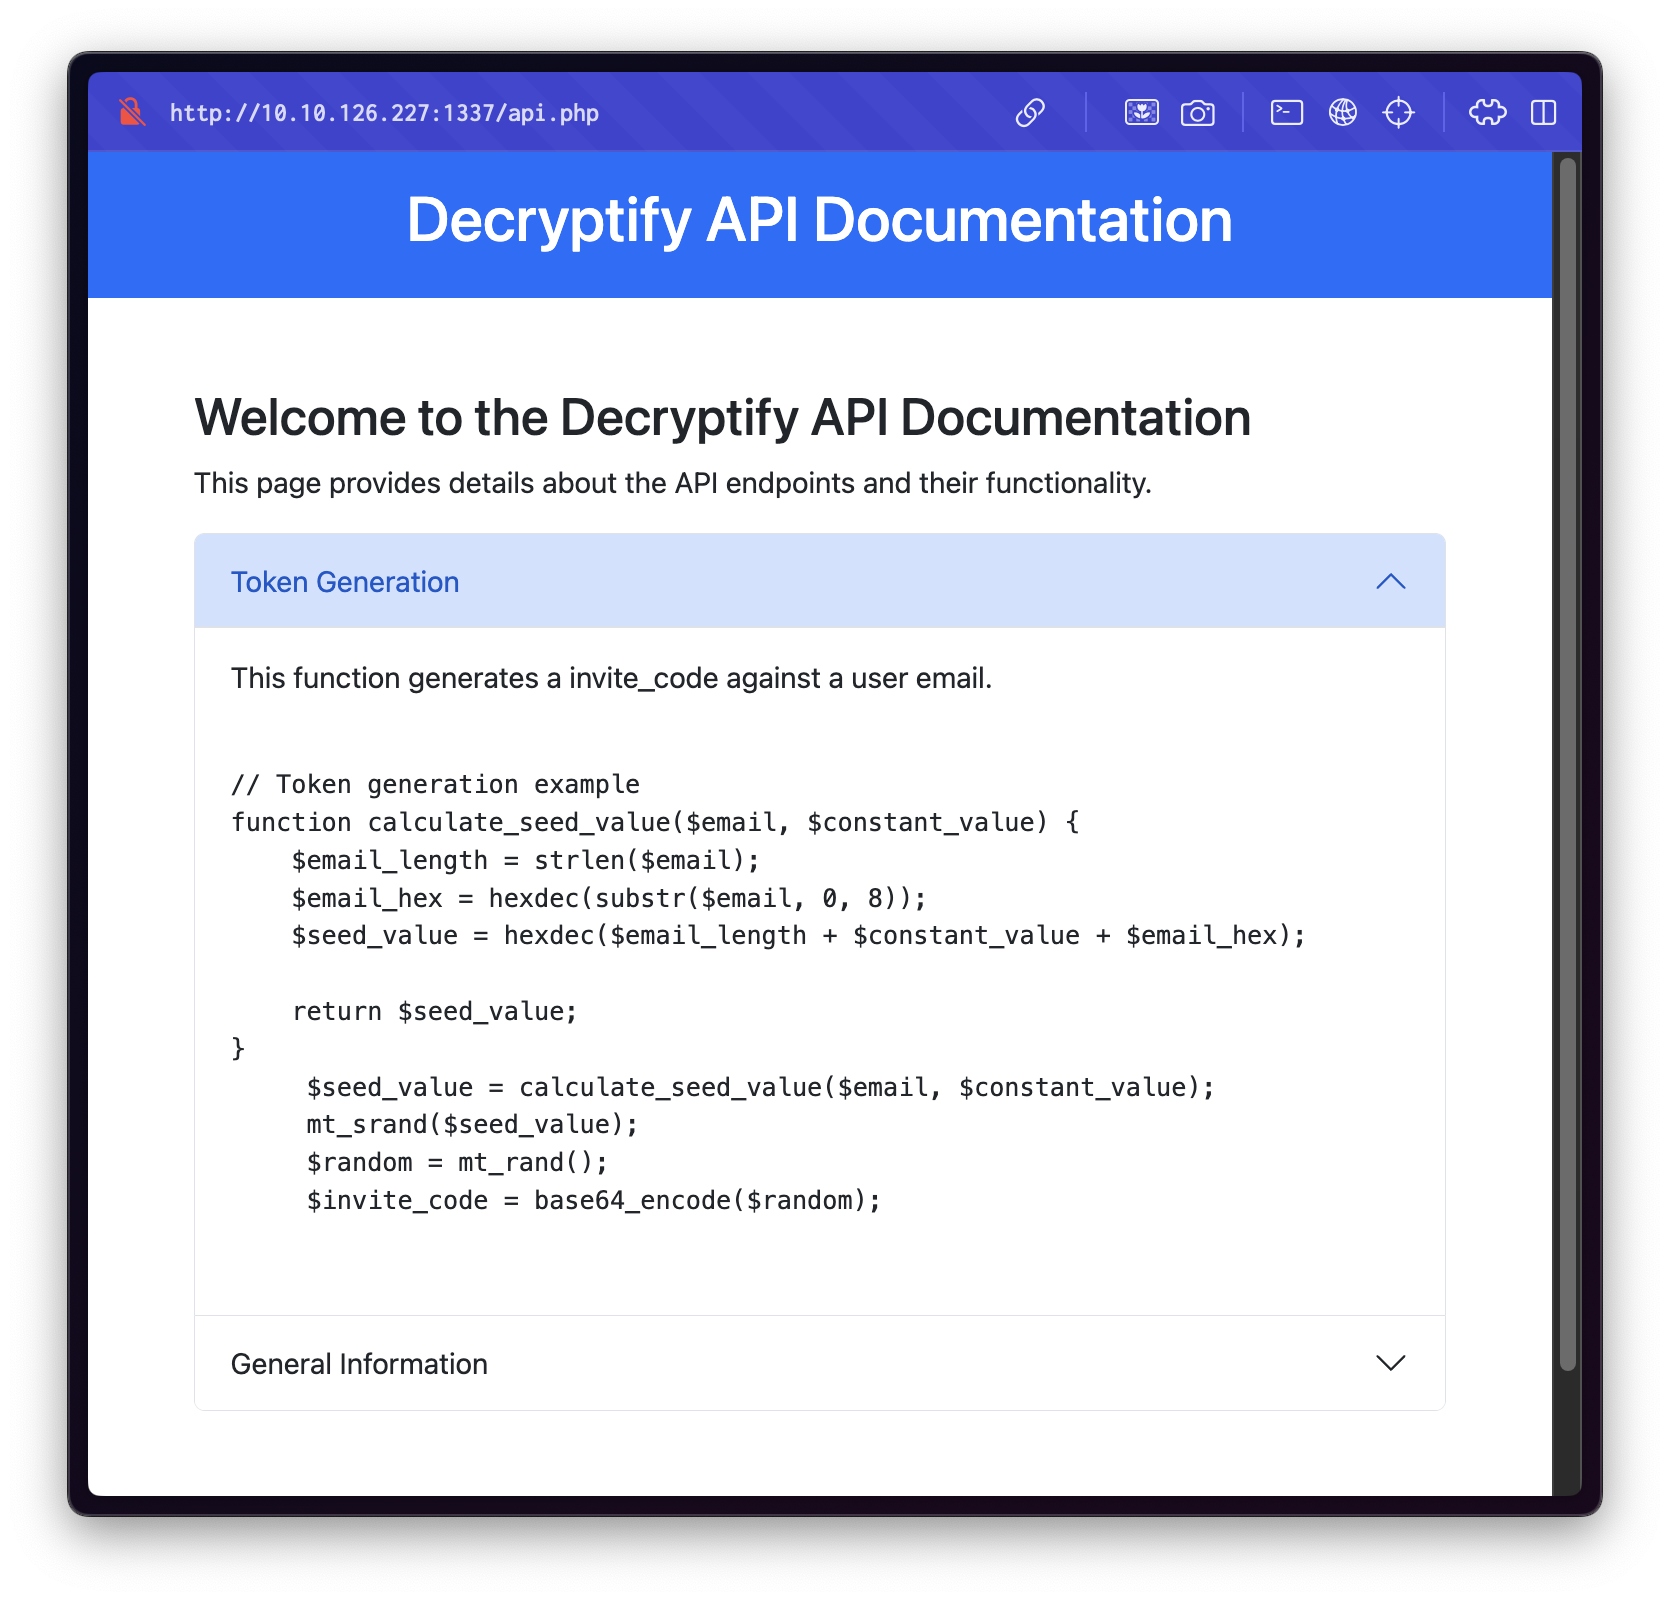 http://10.10.126.227:1337/api.php
Decryptify API Documentation
Welcome to the Decryptify API Documentation
This page provides details about the API endpoints and their functionality.
Token Generation
This function generates a invite_code against a user email.
// Token generation example
function calculate_seed_value($email, $constant_value) {
    $email_length = strlen($email);
    $email_hex = hexdec(substr($email, 0, 8));
    $seed_value = hexdec($email_length + $constant_value + $email_hex);
    return $seed_value;
}
     $seed_value = calculate_seed_value($email, $constant_value);
     mt_srand($seed_value);
     $random = mt_rand();
     $invite_code = base64_encode($random);
General Information